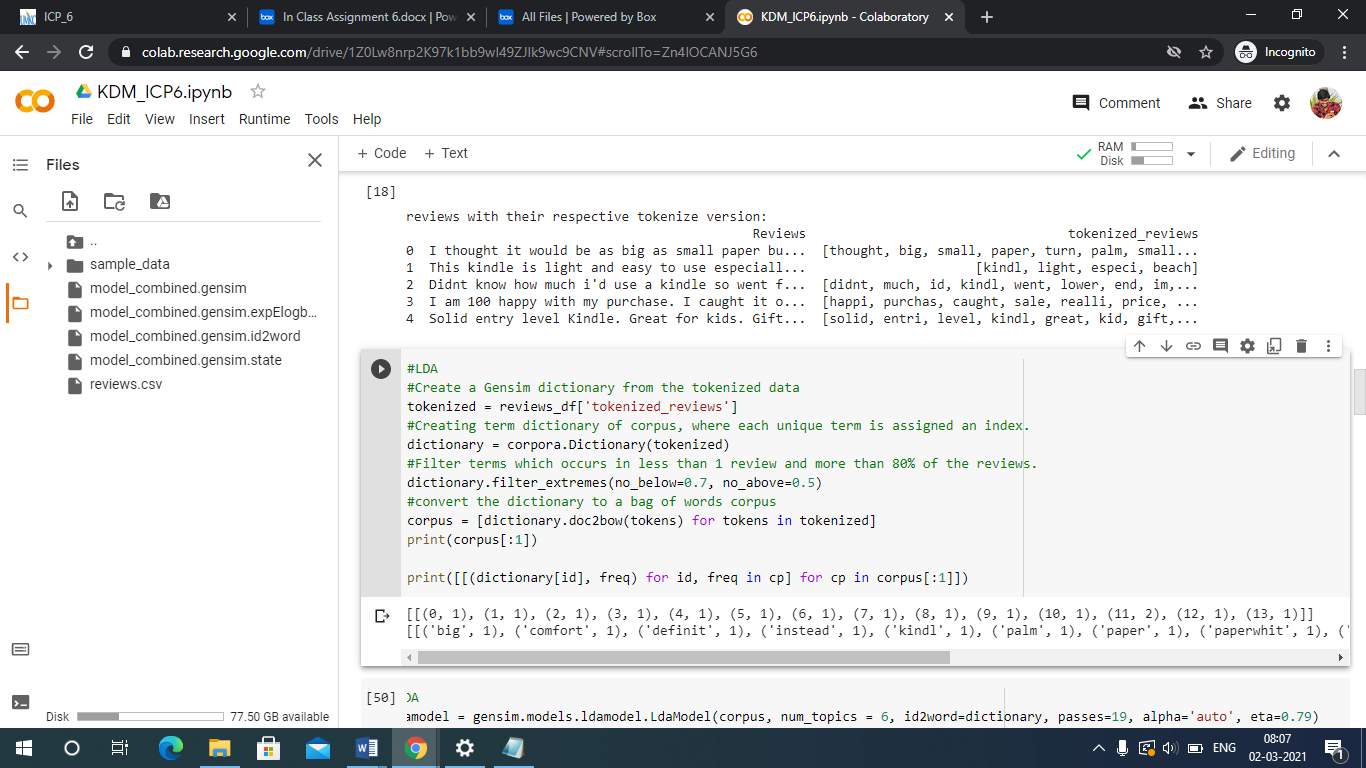 ICP_6
In Class Assignment 6.docx | Pow
All Files | Powered by Box
KDM_ICP6.ipynb - Colaboratory
colab.research.google.com/drive/1Z0Lw8nrp2K97k1bb9wI49ZJIk9wc9CNV#scrollTo=Zn4IOCANJ5G6
Incognito
KDM_ICP6.ipynb
File Edit View Insert Runtime Tools Help
Comment
Share
Files
+ Code + Text
RAM
Disk
Editing
..
sample_data
model_combined.gensim
model_combined.gensim.expElogb...
model_combined.gensim.id2word
model_combined.gensim.state
reviews.csv
Disk 77.50 GB available
[18]
reviews with their respective tokenize version:
Reviews tokenized_reviews
0 I thought it would be as big as small paper bu... [thought, big, small, paper, turn, palm, small...
1 This kindle is light and easy to use especiall... [kindl, light, especi, beach]
2 Didnt know how much i'd use a kindle so went f... [didnt, much, id, kindl, went, lower, end, im,...
3 I am 100 happy with my purchase. I caught it o... [happi, purchas, caught, sale, realli, price, ...
4 Solid entry level Kindle. Great for kids. Gift... [solid, entri, level, kindl, great, kid, gift,...
#LDA
#Create a Gensim dictionary from the tokenized data
tokenized = reviews_df['tokenized_reviews']
#Creating term dictionary of corpus, where each unique term is assigned an index.
dictionary = corpora.Dictionary(tokenized)
#Filter terms which occurs in less than 1 review and more than 80% of the reviews.
dictionary.filter_extremes(no_below=0.7, no_above=0.5)
#convert the dictionary to a bag of words corpus
corpus = [dictionary.doc2bow(tokens) for tokens in tokenized]
print(corpus[:1])
print([[(dictionary[id], freq) for id, freq in cp] for cp in corpus[:1]])
[[(0, 1), (1, 1), (2, 1), (3, 1), (4, 1), (5, 1), (6, 1), (7, 1), (8, 1), (9, 1), (10, 1), (11, 2), (12, 1), (13, 1)]]
[[('big', 1), ('comfort', 1), ('definit', 1), ('instead', 1), ('kindl', 1), ('palm', 1), ('paper', 1), ('paperwhit', 1), ('
[50] DA
amodel = gensim.models.ldamodel.LdaModel(corpus, num_topics = 6, id2word=dictionary, passes=19, alpha='auto', eta=0.79)
ENG
08:07
02-03-2021
1